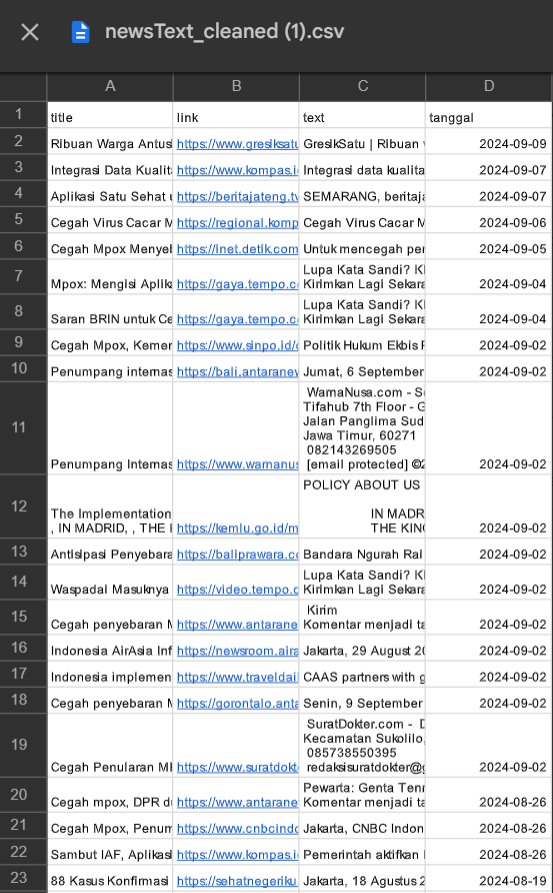 newsText_cleaned (1).csv
A B C D
1 title link text tanggal
2 Ribuan Warga Antus https://www.gresiksatu GresikSatu | Ribuan 2024-09-09
3 Integrasi Data Kualit https://www.kompas.i Integrasi data kualita 2024-09-07
4 Aplikasi Satu Sehat https://beritajateng.tv SEMARANG, beritaja 2024-09-07
5 Cegah Virus Cacar M https://regional.komp Cegah Virus Cacar M 2024-09-06
6 Cegah Mpox Menye https://inet.detik.com Untuk mencegah per 2024-09-05
Lupa Kata Sandi? Kl
7 Mpox: Mengisi Aplik https://gaya.tempo.c Kirimkan Lagi Sekara 2024-09-04
Lupa Kata Sandi? Kl
8 Saran BRIN untuk Ce https://gaya.tempo.c Kirimkan Lagi Sekara 2024-09-04
9 Cegah Mpox, Kemer https://www.sinpo.id/ Politik Hukum Ekbis 2024-09-02
10 Penumpang internas https://bali.antaranev Jumat, 6 September 2024-09-02
WarnaNusa.com - S
Tifahub 7th Floor - G
Jalan Panglima Sud
11 Jawa Timur, 60271
082143269505
Penumpang Internas https://www.warnanus [email protected] ©2 2024-09-02
POLICY ABOUT US
12 The Implementation IN MADR
, IN MADRID, , THE https://kemlu.go.id/m THE KING 2024-09-02
13 Antisipasi Penyebara https://baliprawara.co Bandara Ngurah Rai 2024-09-02
Lupa Kata Sandi? Kl
14 Waspadai Masuknya https://video.tempo.c Kirimkan Lagi Sekara 2024-09-02
Kirim
15 Cegah penyebaran M https://www.antarane Komentar menjadi ta 2024-09-02
16 Indonesia AirAsia Inf https://newsroom.aira Jakarta, 29 August 20 2024-09-02
17 Indonesia implemen https://www.traveldai CAAS partners with g 2024-09-02
18 Cegah penyebaran M https://gorontalo.anta Senin, 9 September 2024-09-02
SuratDokter.com - D
Kecamatan Sukolilo,
19 085738550395
Cegah Penularan M https://www.suratdokt redaksisuratdokter@g 2024-09-02
Pewarta: Genta Tenr
20 Cegah mpox, DPR d https://www.antarane Komentar menjadi ta 2024-08-26
21 Cegah Mpox, Penum https://www.cnbcindo Jakarta, CNBC Indon 2024-08-26
22 Sambut IAF, Aplikas https://www.kompas.i Pemerintah aktifkan 2024-08-26
23 88 Kasus Konfirmasi https://sehatnegeriku Jakarta, 18 Agustus 2 2024-08-19